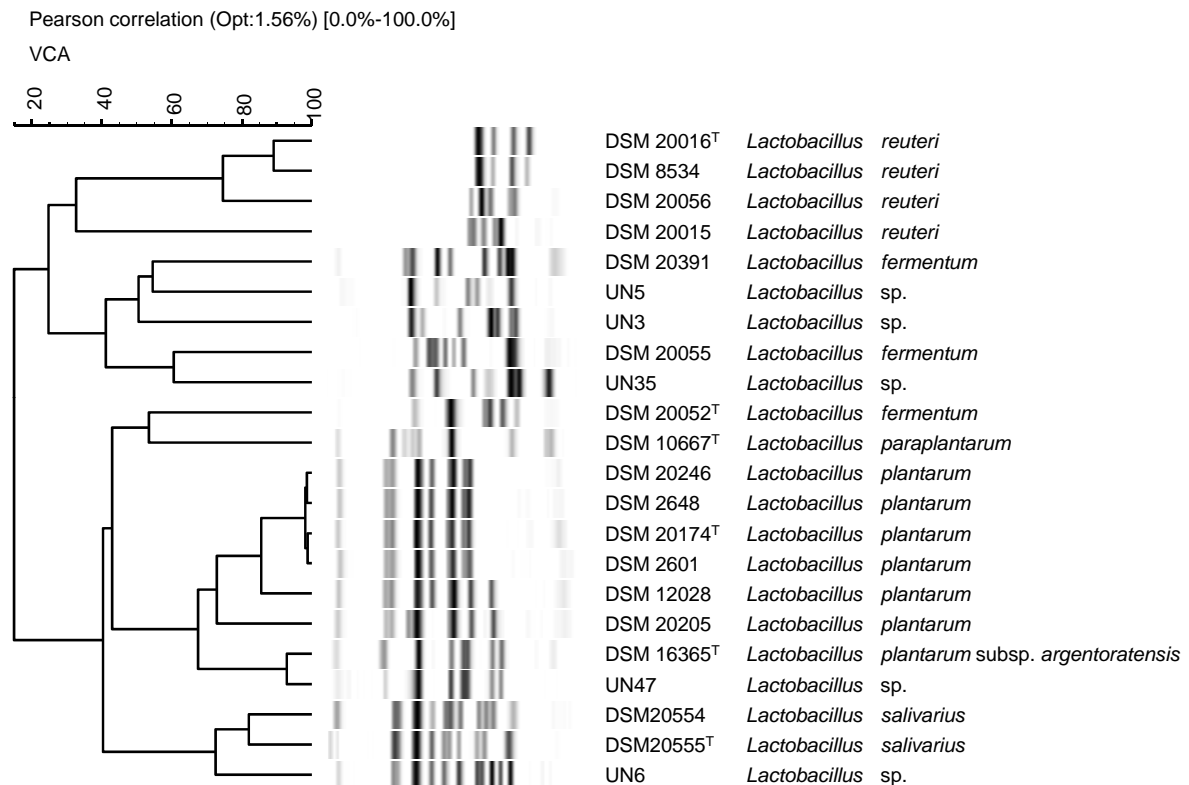 Pearson correlation (Opt:1.56%) [0.0%-100.0%]
VCA
20 40 60 80 100
DSM 20016ᵀ Lactobacillus reuteri
DSM 8534 Lactobacillus reuteri
DSM 20056 Lactobacillus reuteri
DSM 20015 Lactobacillus reuteri
DSM 20391 Lactobacillus fermentum
UN5 Lactobacillus sp.
UN3 Lactobacillus sp.
DSM 20055 Lactobacillus fermentum
UN35 Lactobacillus sp.
DSM 20052ᵀ Lactobacillus fermentum
DSM 10667ᵀ Lactobacillus paraplantarum
DSM 20246 Lactobacillus plantarum
DSM 2648 Lactobacillus plantarum
DSM 20174ᵀ Lactobacillus plantarum
DSM 2601 Lactobacillus plantarum
DSM 12028 Lactobacillus plantarum
DSM 20205 Lactobacillus plantarum
DSM 16365ᵀ Lactobacillus plantarum subsp. argentoratensis
UN47 Lactobacillus sp.
DSM20554 Lactobacillus salivarius
DSM20555ᵀ Lactobacillus salivarius
UN6 Lactobacillus sp.